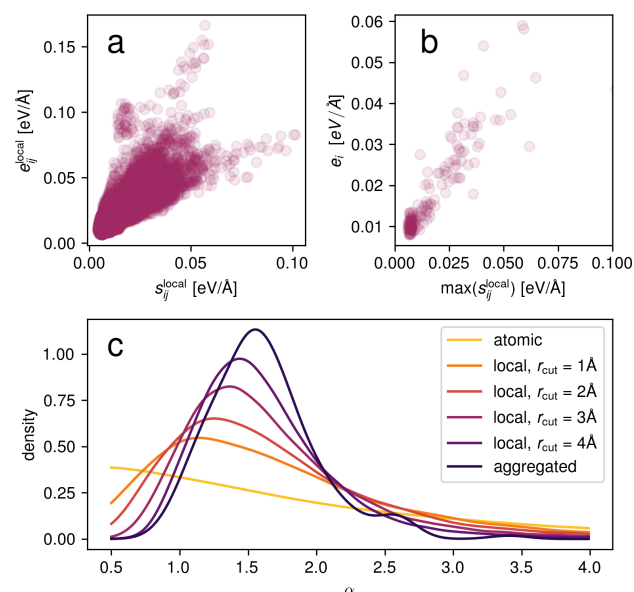 a
b
0.15
0.10
0.05
0.00
e_ij^local [eV/Å]
0.00
0.05
0.10
s_ij^local [eV/Å]
0.06
0.05
0.04
0.03
0.02
0.01
e_i [eV/Å]
0.000
0.025
0.050
0.075
0.100
max(s_ij^local) [eV/Å]
c
1.00
0.75
0.50
0.25
0.00
density
atomic
local, r_cut = 1Å
local, r_cut = 2Å
local, r_cut = 3Å
local, r_cut = 4Å
aggregated
0.5
1.0
1.5
2.0
2.5
3.0
3.5
4.0
α